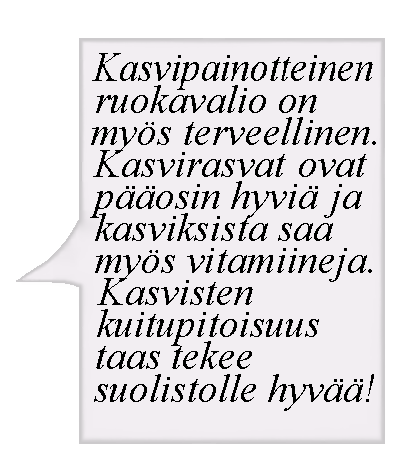 Kasvipainotteinen
ruokavalio on
myös terveellinen.
Kasvirasvat ovat
pääosin hyviä ja
kasviksista saa
myös vitamiineja.
Kasvisten
kuitupitoisuus
taas tekee
suolistolle hyvää!